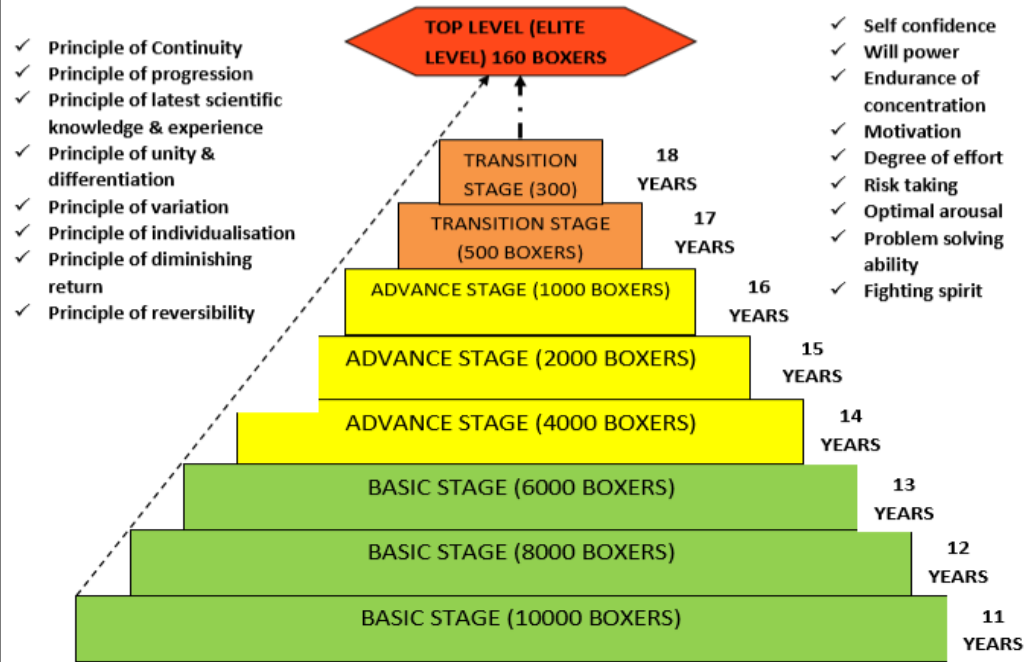 TOP LEVEL (ELITE
LEVEL) 160 BOXERS
✓ Principle of Continuity
✓ Principle of progression
✓ Principle of latest scientific
knowledge & experience
✓ Principle of unity &
differentiation
✓ Principle of variation
✓ Principle of individualisation
✓ Principle of diminishing
return
✓ Principle of reversibility
✓ Self confidence
✓ Will power
✓ Endurance of
concentration
✓ Motivation
✓ Degree of effort
✓ Risk taking
✓ Optimal arousal
✓ Problem solving
ability
✓ Fighting spirit
TRANSITION
STAGE (300)
18
YEARS
TRANSITION STAGE
(500 BOXERS)
17
YEARS
ADVANCE STAGE (1000 BOXERS)
16
YEARS
ADVANCE STAGE (2000 BOXERS)
15
YEARS
ADVANCE STAGE (4000 BOXERS)
14
YEARS
BASIC STAGE (6000 BOXERS)
13
YEARS
BASIC STAGE (8000 BOXERS)
12
YEARS
BASIC STAGE (10000 BOXERS)
11
YEARS